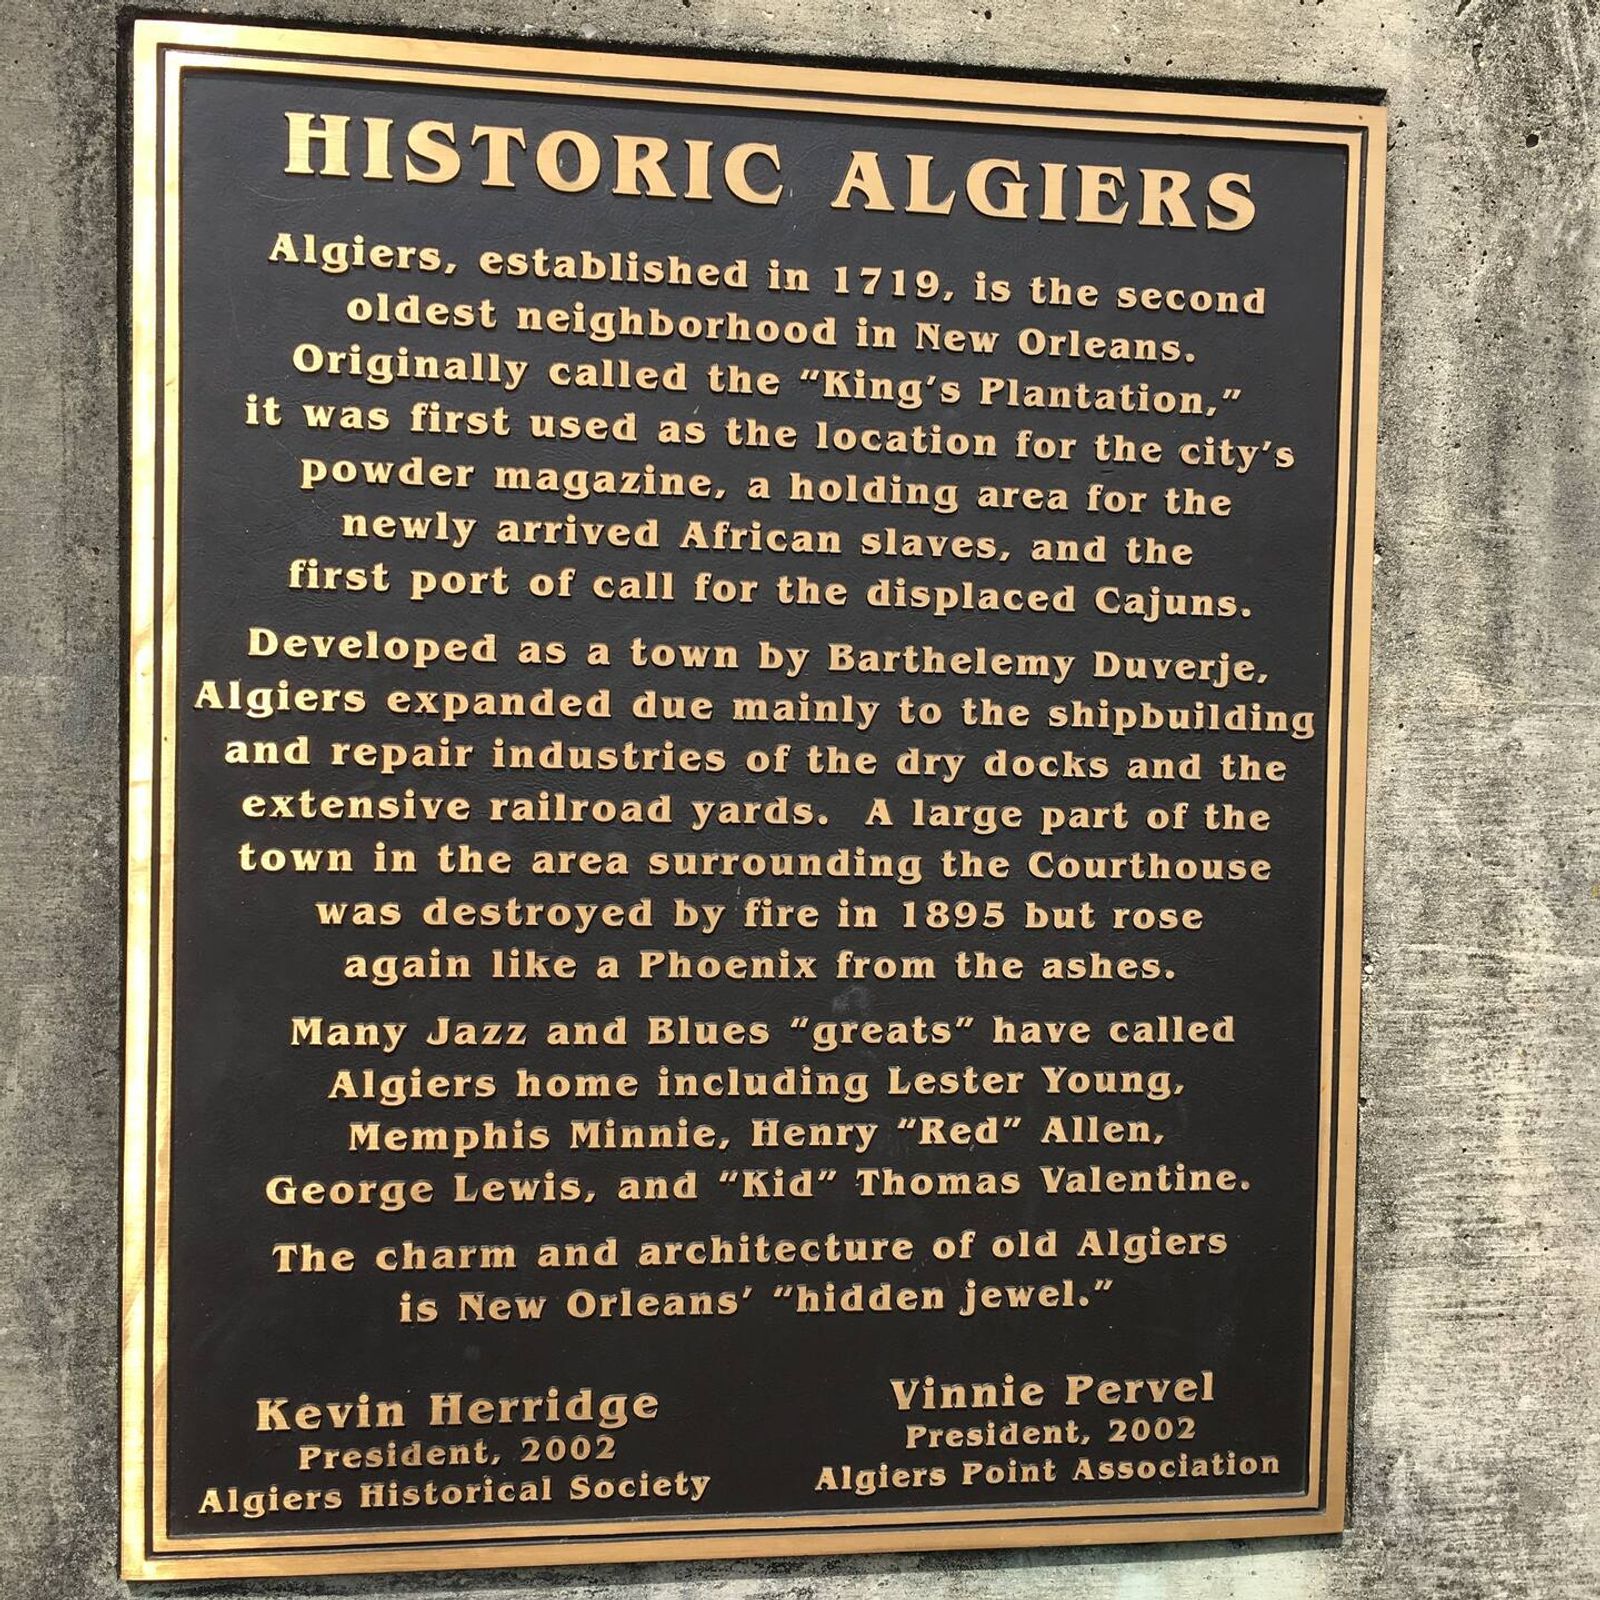 HISTORIC ALGIERS
Algiers, established in 1719, is the second
oldest neighborhood in New Orleans.
Originally called the "King's Plantation,"
it was first used as the location for the city's
powder magazine, a holding area for the
newly arrived African slaves, and the
first port of call for the displaced Cajuns.
Developed as a town by Barthelemy Duverje,
Algiers expanded due mainly to the shipbuilding
and repair industries of the dry docks and the
extensive railroad yards. A large part of the
town in the area surrounding the Courthouse
was destroyed by fire in 1895 but rose
again like a Phoenix from the ashes.
Many Jazz and Blues "greats" have called
Algiers home including Lester Young,
Memphis Minnie, Henry "Red" Allen,
George Lewis, and "Kid" Thomas Valentine.
The charm and architecture of old Algiers
is New Orleans' "hidden jewel."
Kevin Herridge
President, 2002
Algiers Historical Society
Vinnie Pervel
President, 2002
Algiers Point Association